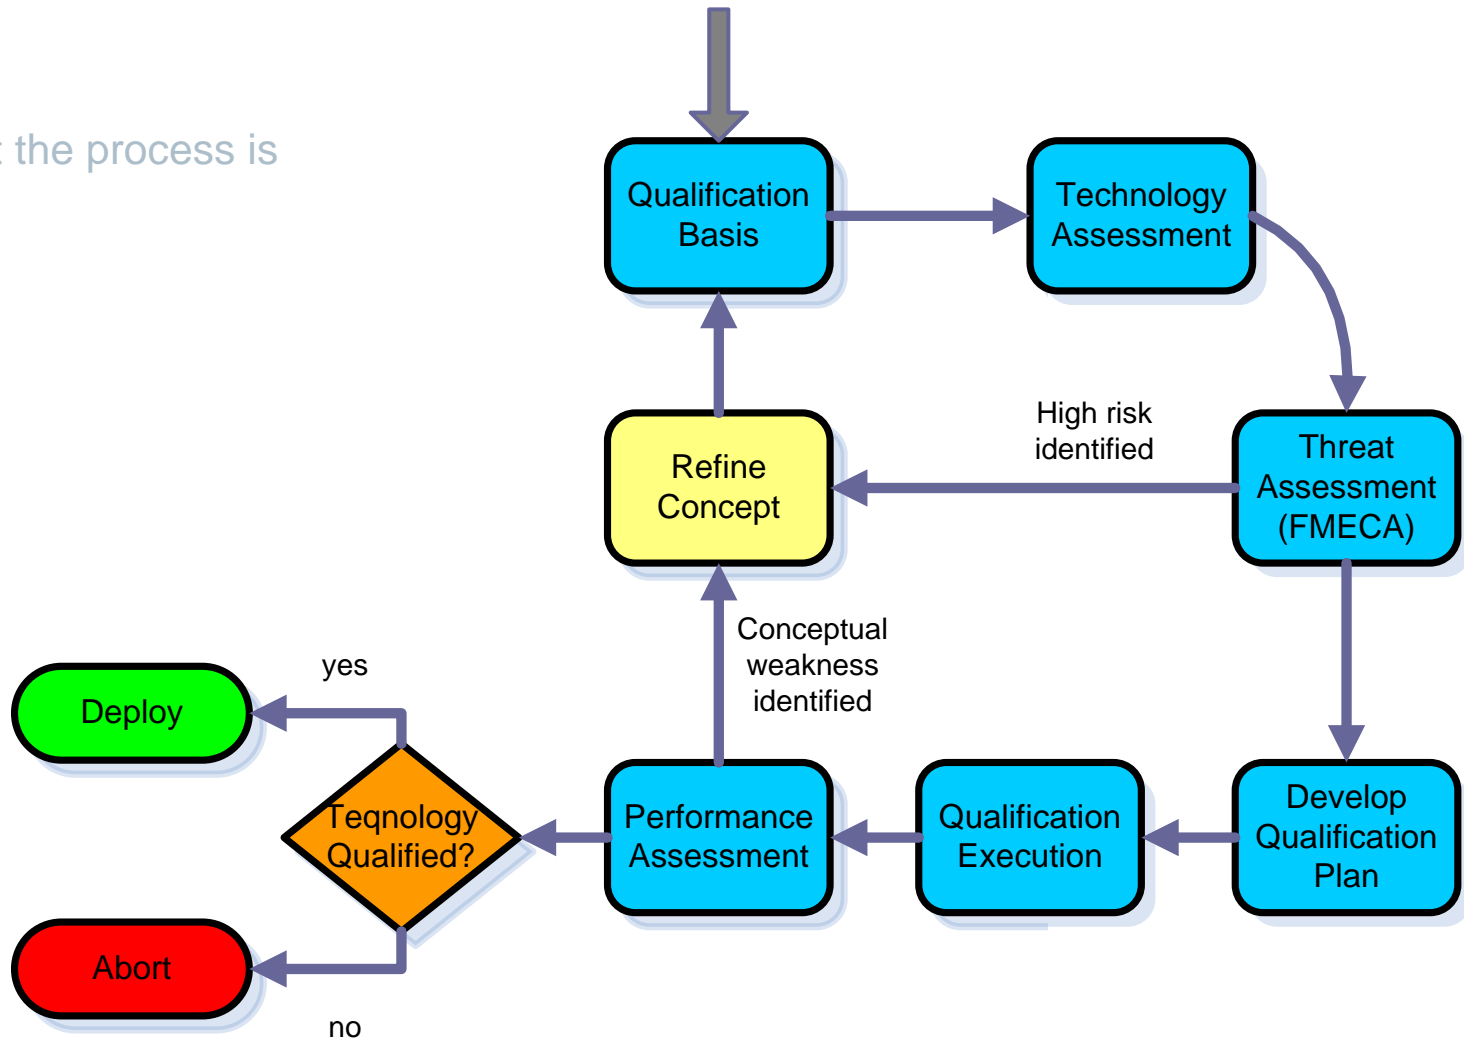 t the process is
Qualification
Basis
Technology
Assessment
High risk
identified
Refine
Concept
Threat
Assessment
(FMECA)
Conceptual
weakness
identified
yes
Deploy
Teqnology
Qualified?
Performance
Assessment
Qualification
Execution
Develop
Qualification
Plan
Abort
no